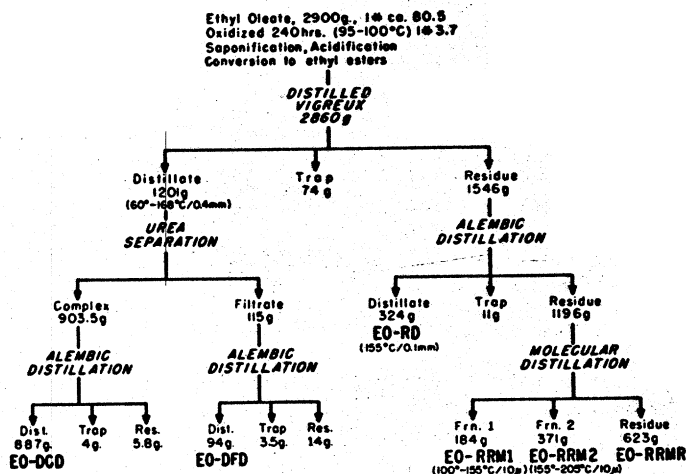 Ethyl Oleate, 2900g., I# ca. 80.5
Oxidized 240hrs. (95-100°C) I# 3.7
Saponification, Acidification
Conversion to ethyl esters
DISTILLED
VIGREUX
2860g
Distillate
1201g
(60°-168°C/0.4mm)
Trap
74g
Residue
1546g
UREA
SEPARATION
ALEMBIC
DISTILLATION
Complex
903.5g
Filtrate
115g
Distillate
324g
EO-RD
(155°C/0.1mm)
Trap
11g
Residue
1196g
ALEMBIC
DISTILLATION
ALEMBIC
DISTILLATION
MOLECULAR
DISTILLATION
Dist.
887g.
EO-DCD
Trap
4g.
Res.
5.8g.
Dist.
94g.
EO-DFD
Trap
3.5g.
Res.
14g.
Frn. 1
184g
EO-RRM1
(100°-155°C/10μ)
Frn. 2
371g
EO-RRM2
(155°-205°C/10μ)
Residue
623g
EO-RRMR